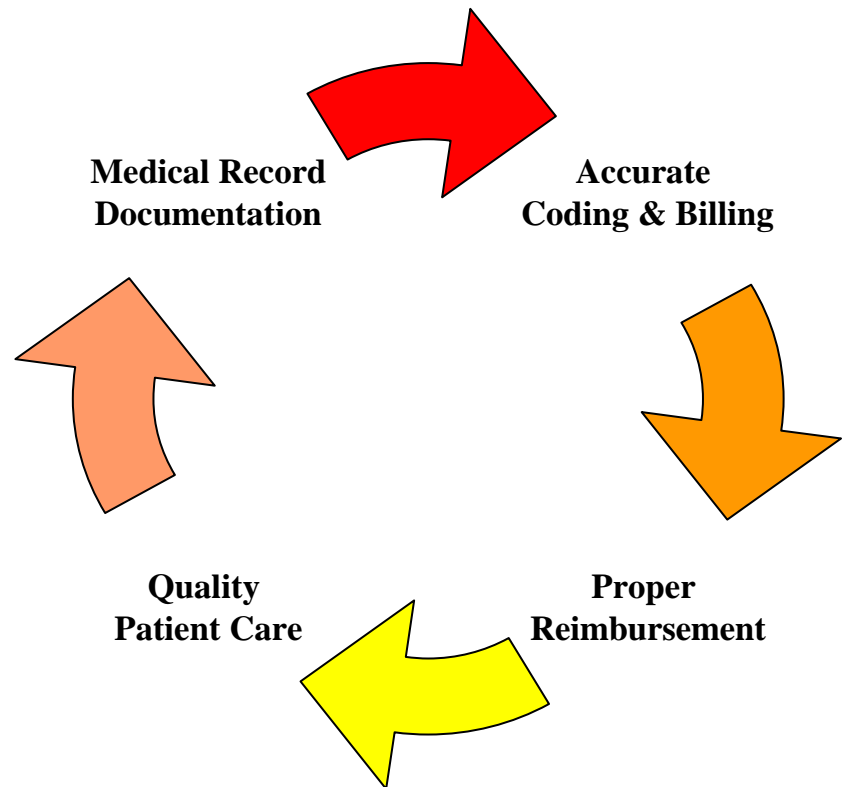 Medical Record
Documentation
Accurate
Coding & Billing
Quality
Patient Care
Proper
Reimbursement